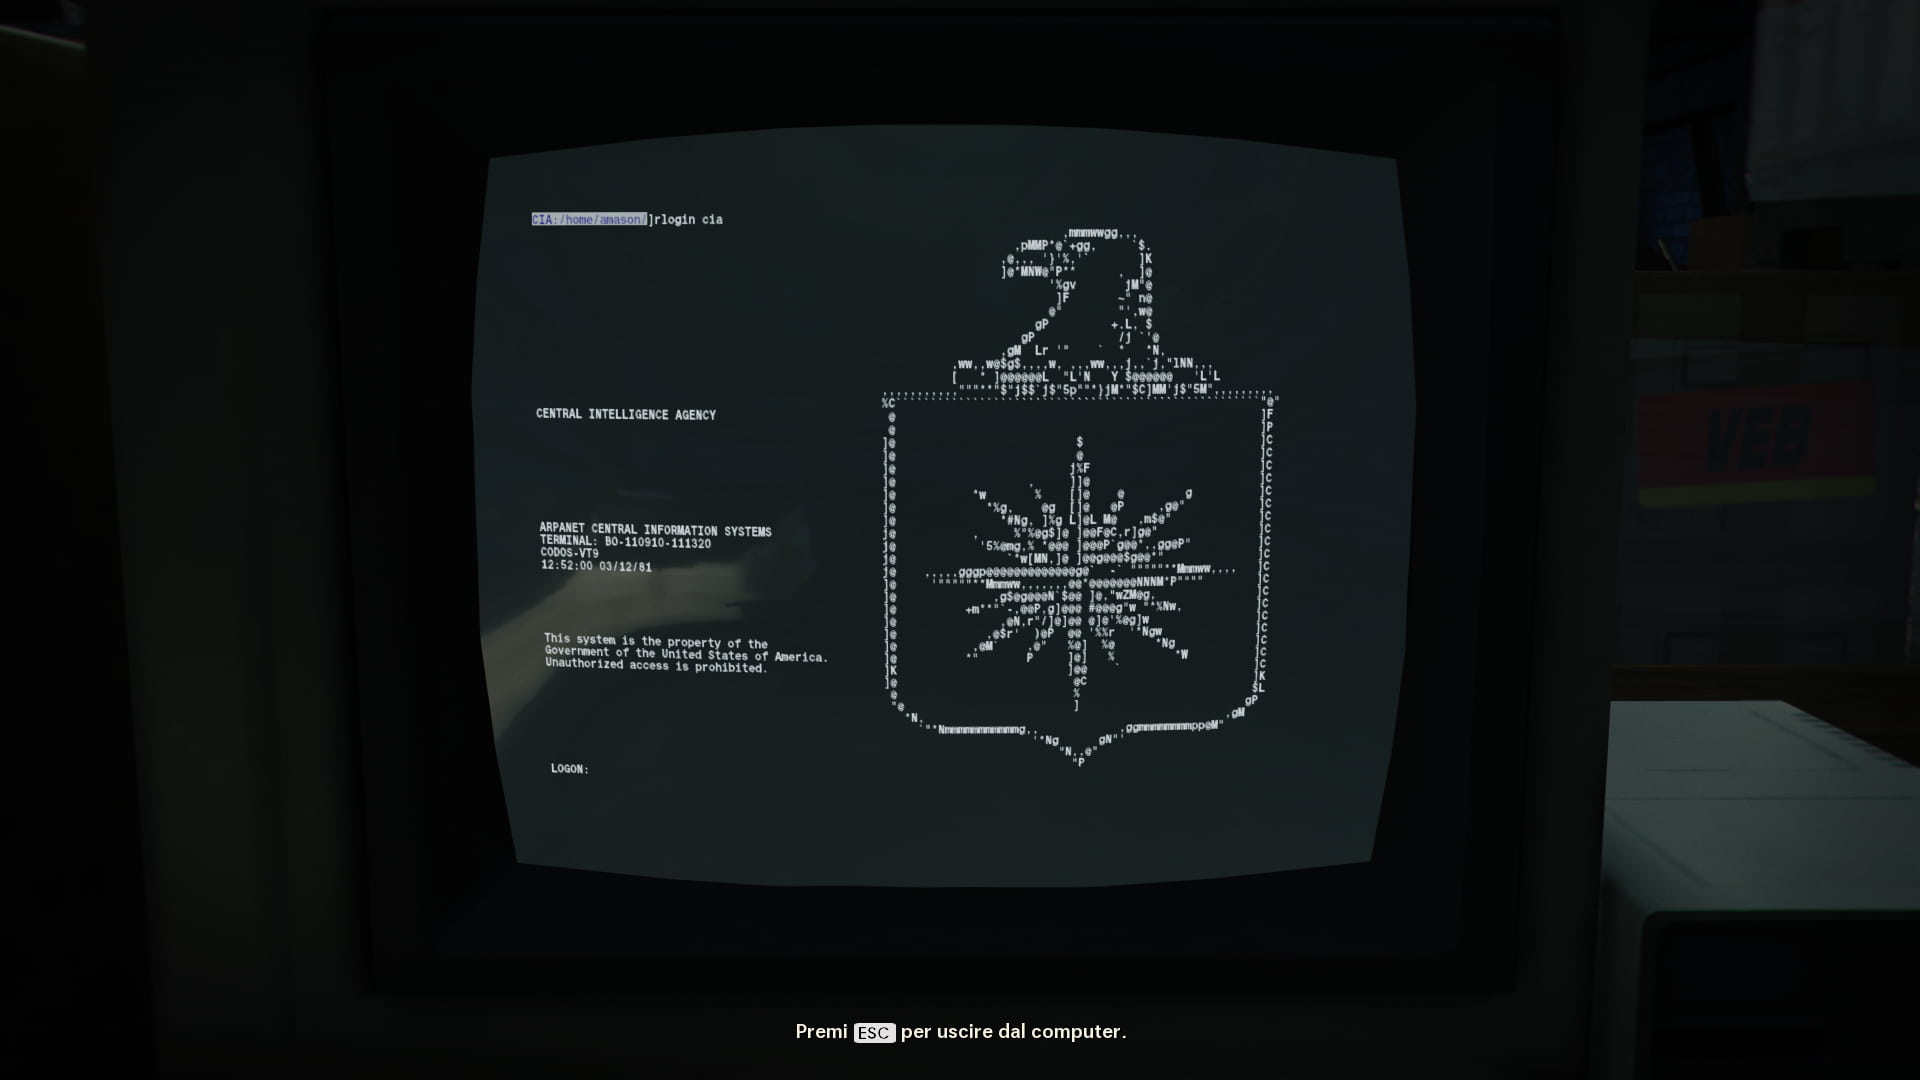 CIA:/home/amason/]rlogin cia
CENTRAL INTELLIGENCE AGENCY
ARPANET CENTRAL INFORMATION SYSTEMS
TERMINAL: BO-110910-111320
CODOS-VT9
12:52:00 03/12/81
This system is the property of the
Government of the United States of America.
Unauthorized access is prohibited.
LOGON:
VEB
Premi ESC per uscire dal computer.